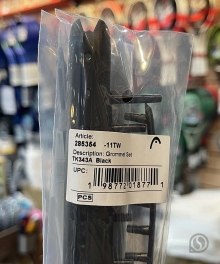 Article:
285364 -11TW
Description: Grommet Set
TK343A Black
UPC:
1 98772 01877 1
PCS